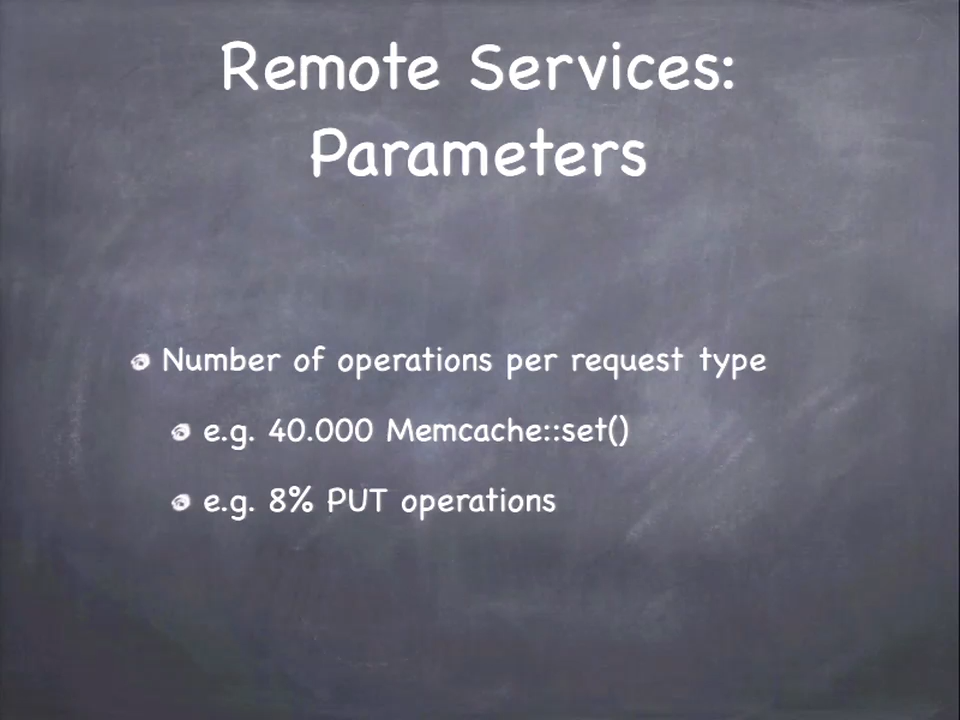 Remote Services:
Parameters
Number of operations per request type
e.g. 40.000 Memcache::set()
e.g. 8% PUT operations